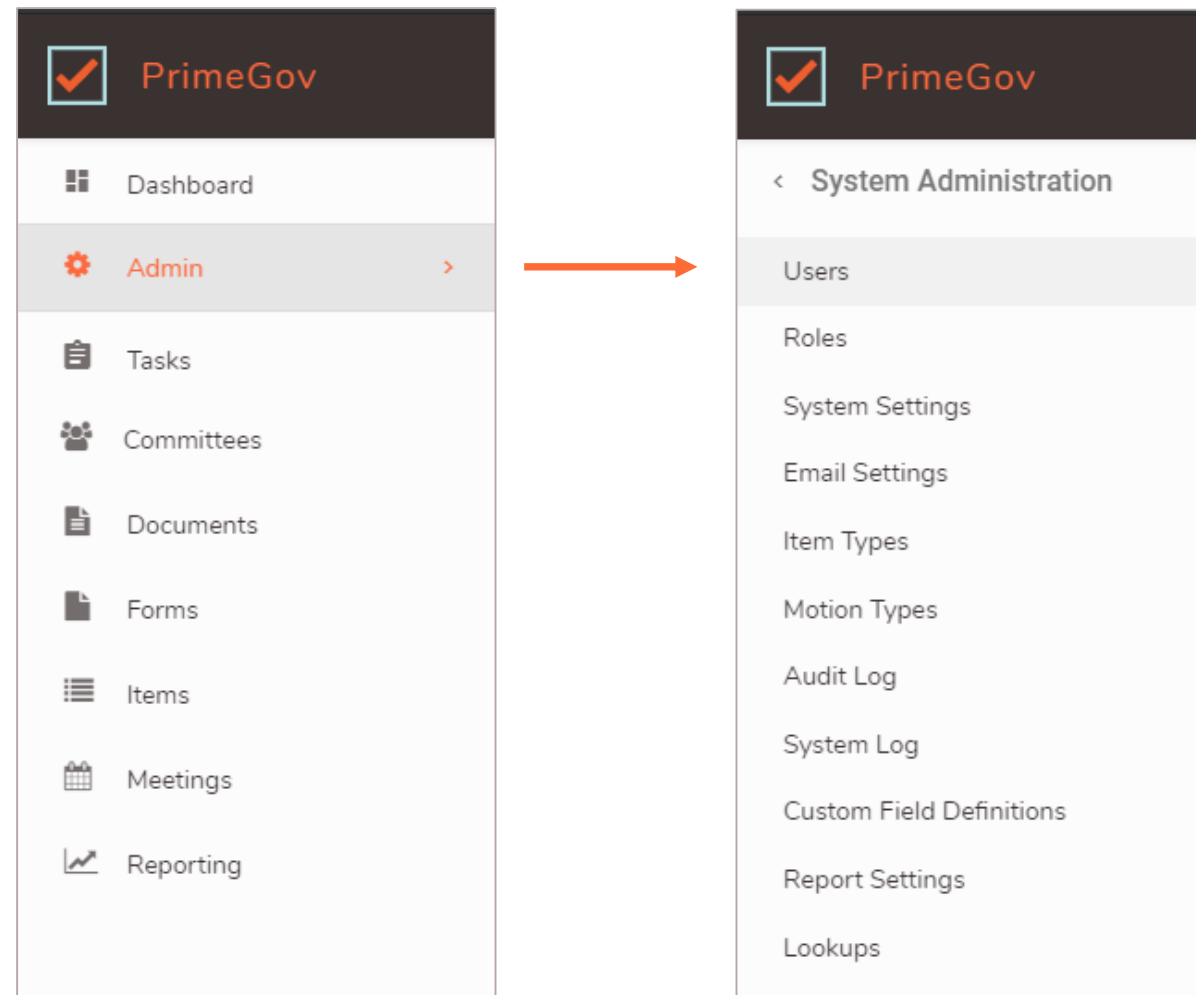 PrimeGov
Dashboard
Admin
Tasks
Committees
Documents
Forms
Items
Meetings
Reporting
PrimeGov
System Administration
Users
Roles
System Settings
Email Settings
Item Types
Motion Types
Audit Log
System Log
Custom Field Definitions
Report Settings
Lookups